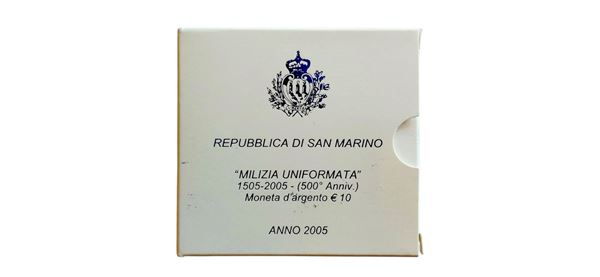 REPUBBLICA DI SAN MARINO
"MILIZIA UNIFORMATA"
1505-2005 - (500° Anniv.)
Moneta d'argento € 10
ANNO 2005